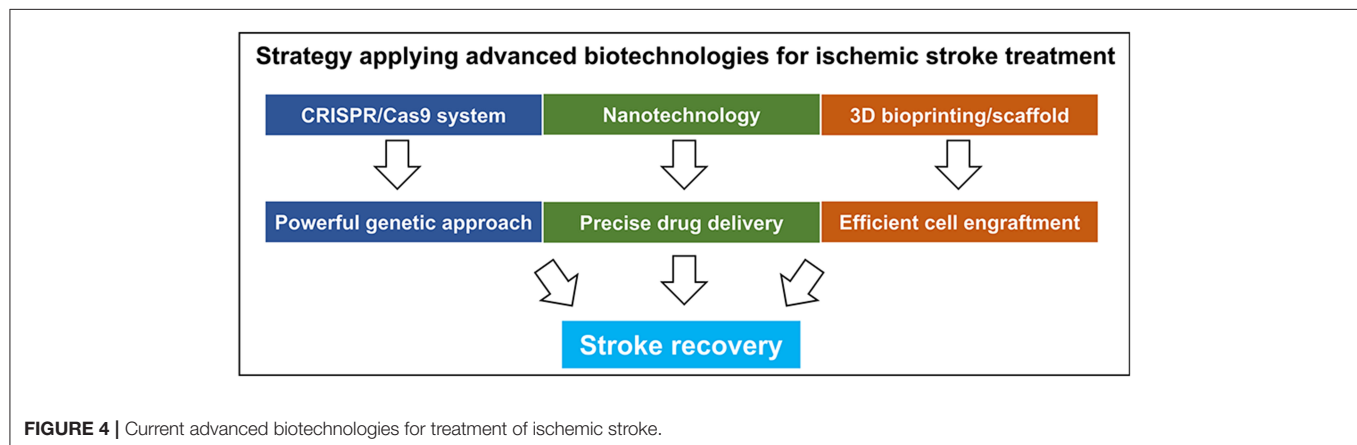 Strategy applying advanced biotechnologies for ischemic stroke treatment
CRISPR/Cas9 system
Nanotechnology
3D bioprinting/scaffold
Powerful genetic approach
Precise drug delivery
Efficient cell engraftment
Stroke recovery
FIGURE 4 | Current advanced biotechnologies for treatment of ischemic stroke.